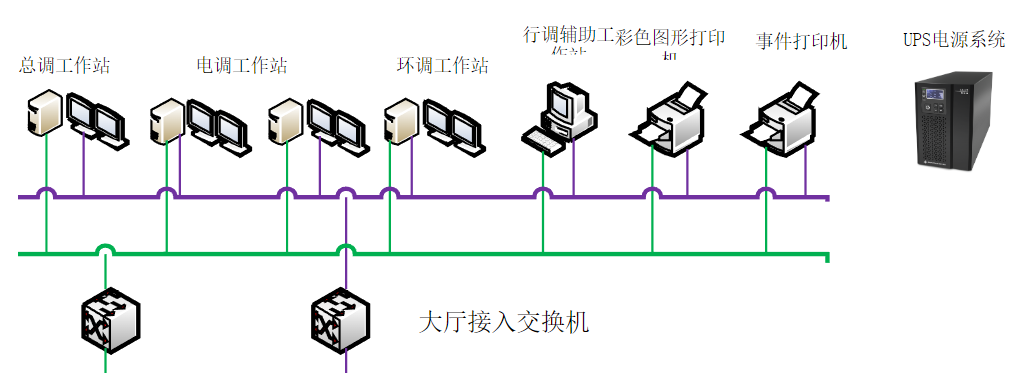 总调工作站
电调工作站
环调工作站
行调辅助工
作站
彩色图形打印
机
事件打印机
UPS电源系统
大厅接入交换机